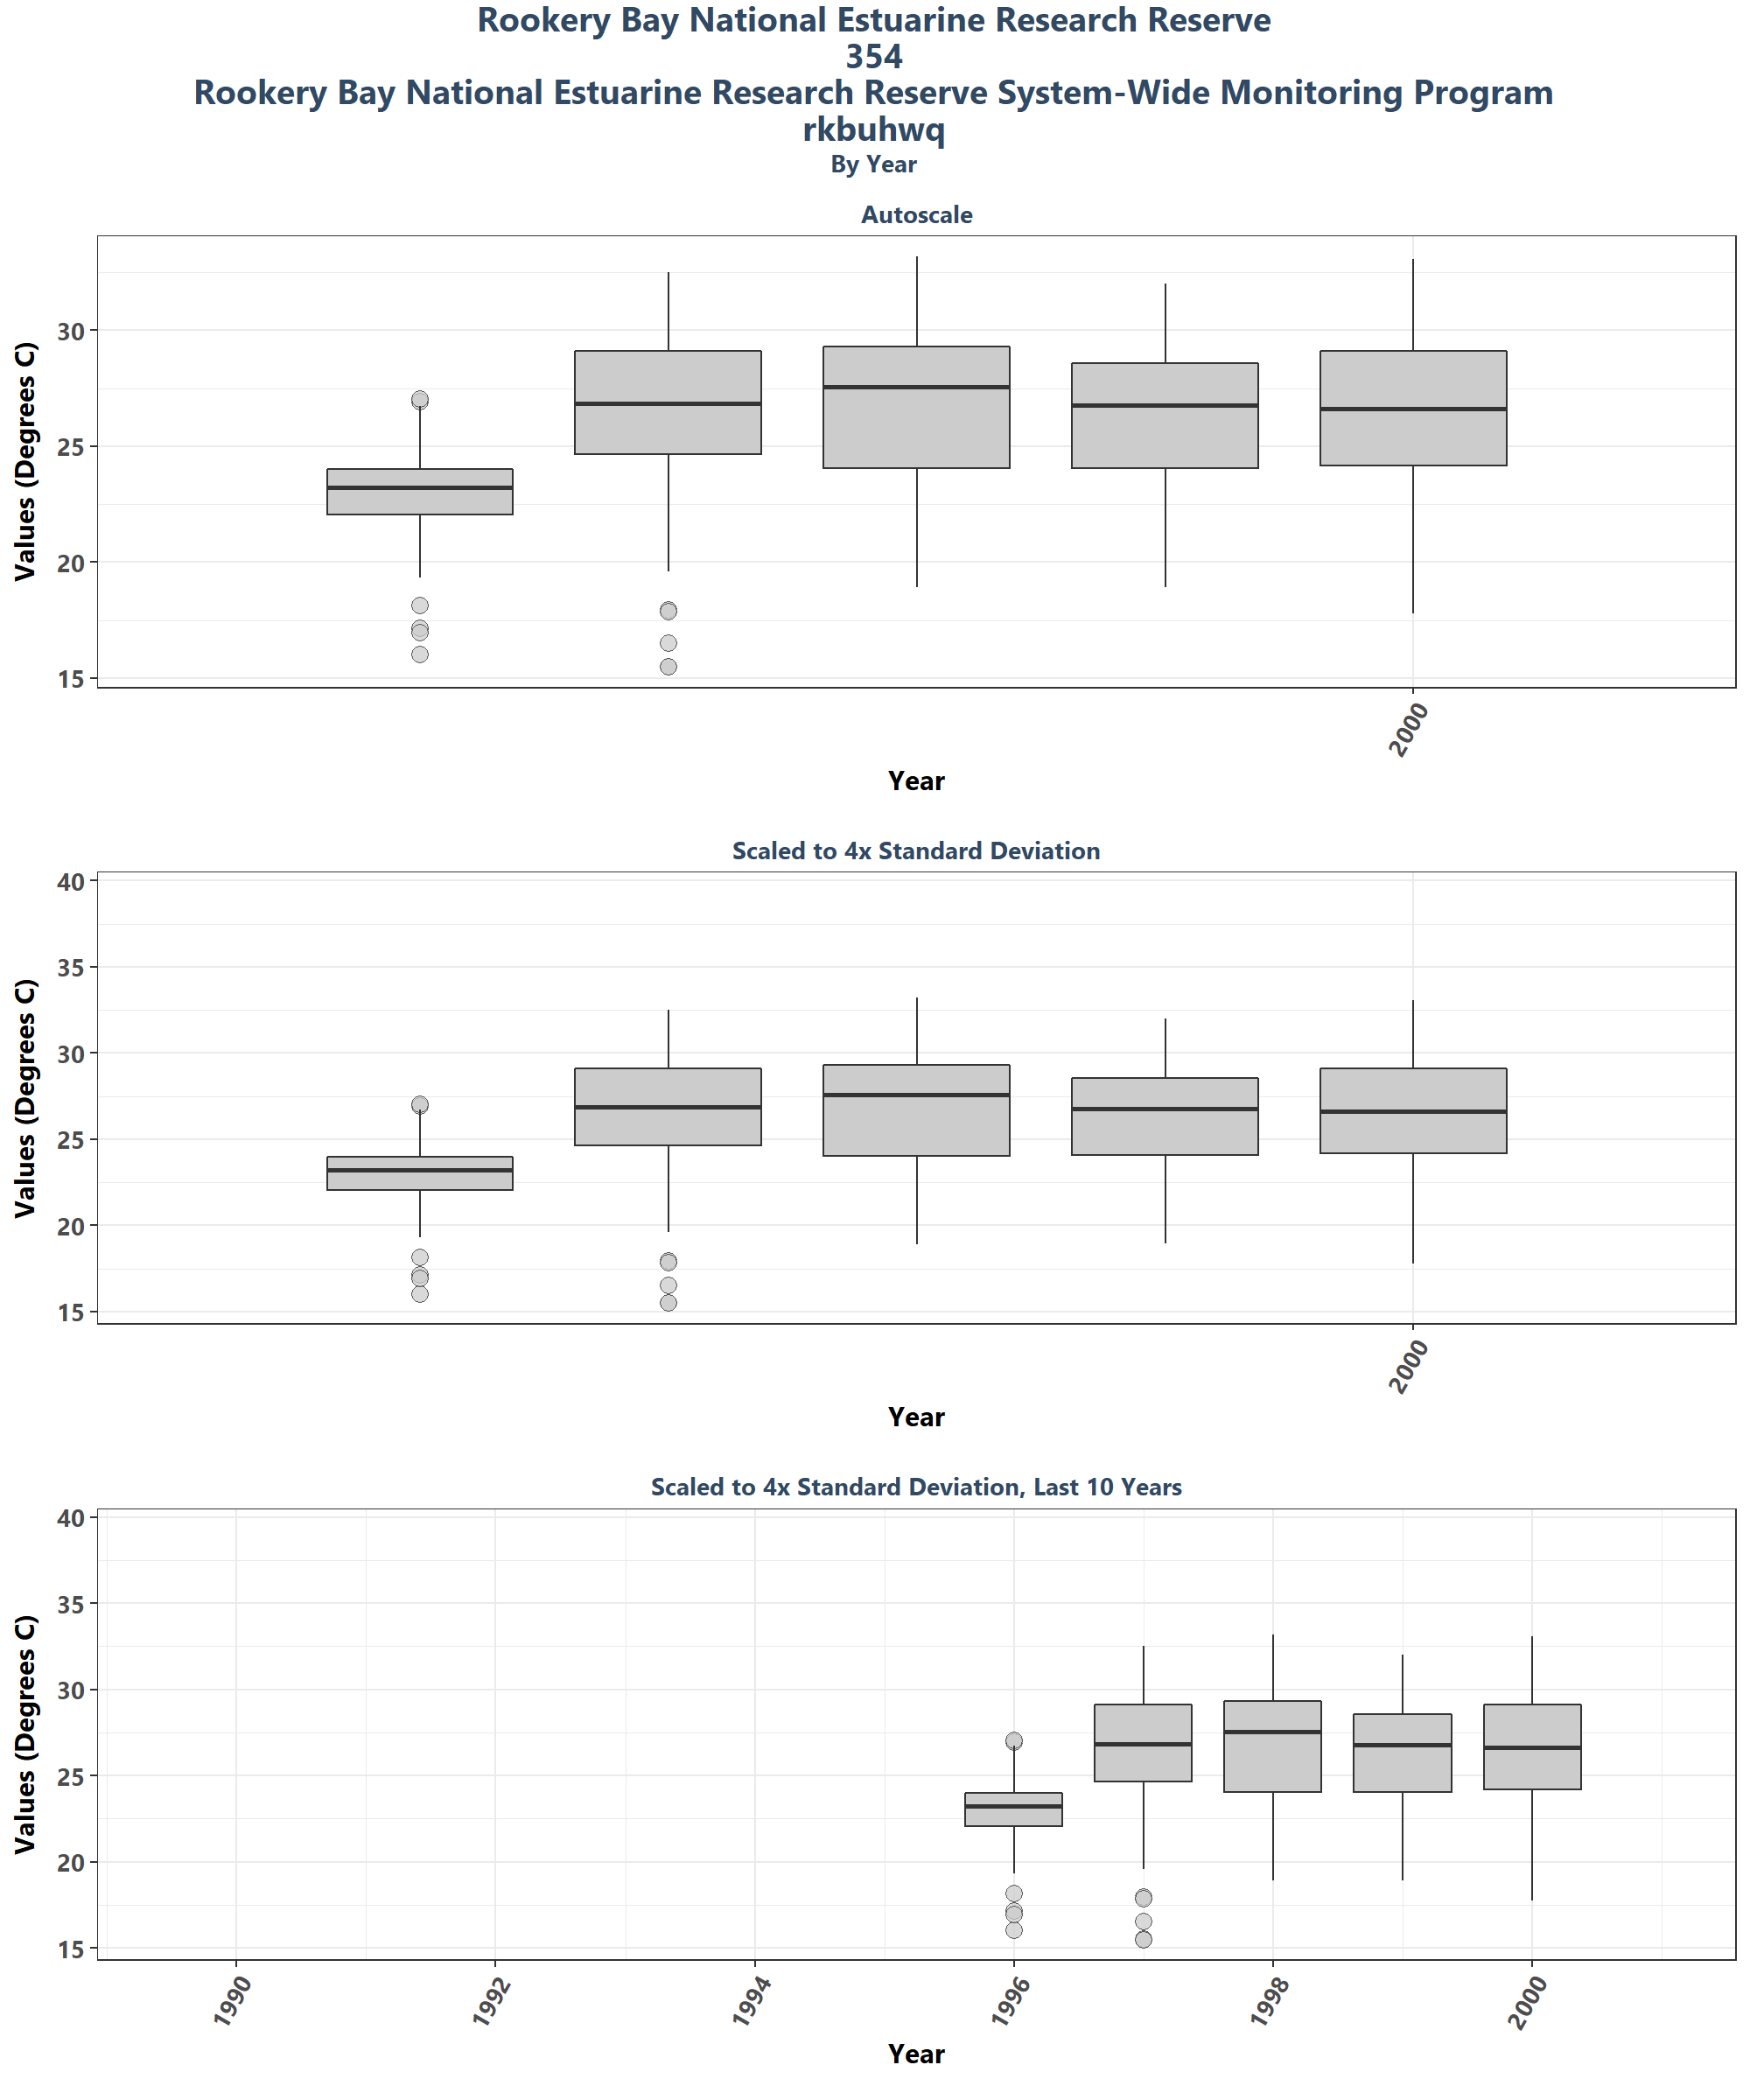 Rookery Bay National Estuarine Research Reserve
354
Rookery Bay National Estuarine Research Reserve System-Wide Monitoring Program
rkbuhwq
By Year
Autoscale
Values (Degrees C)
30
25
20
15
2000
Year
Scaled to 4x Standard Deviation
Values (Degrees C)
40
35
30
25
20
15
2000
Year
Scaled to 4x Standard Deviation, Last 10 Years
Values (Degrees C)
40
35
30
25
20
15
1990 1992 1994 1996 1998 2000
Year